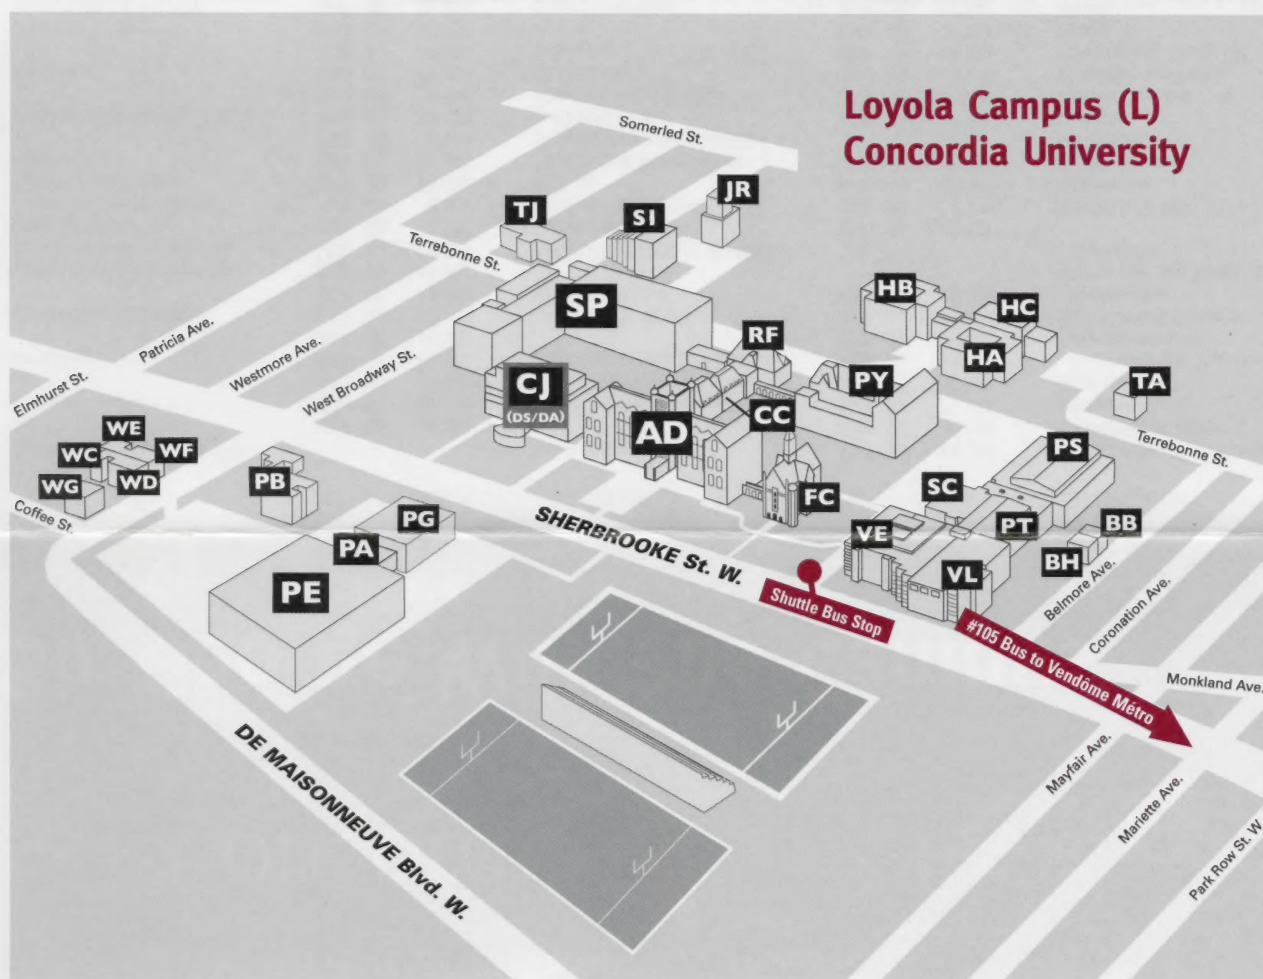 Loyola Campus (L)
Concordia University
Somerled St.
JR
TJ
SI
Terrebonne St.
SP
HB
HC
RF
HA
Patricia Ave.
Westmore Ave.
West Broadway St.
Elmhurst St.
CJ
(DS/DA)
PY
TA
CC
AD
Terrebonne St.
WE
WC
WF
WD
WG
PB
PS
SC
FC
Coffee St.
PG
PA
PE
SHERBROOKE St. W.
VE
PT
BB
BH
VL
Belmore Ave.
Coronation Ave.
Shuttle Bus Stop
#105 Bus to Vendôme Métro
Monkland Ave.
DE MAISONNEUVE Blvd. W.
Mayfair Ave.
Mariette Ave.
Park Row St. W